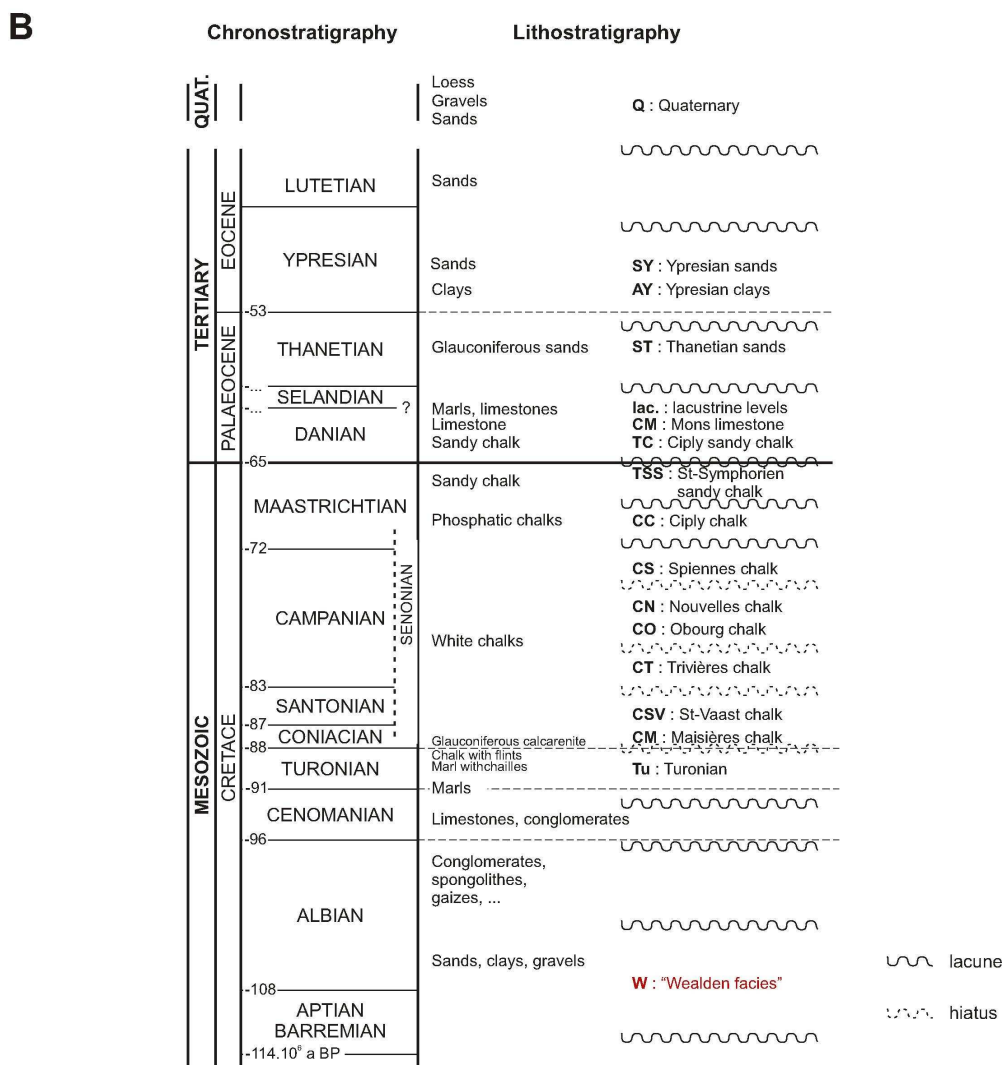 B
Chronostratigraphy
Lithostratigraphy
QUAT.
Loess
Gravels
Sands
Q : Quaternary
TERTIARY
EOCENE
LUTETIAN
Sands
YPRESIAN
Sands
SY : Ypresian sands
Clays
AY : Ypresian clays
-53
PALAEOCENE
THANETIAN
Glauconiferous sands
ST : Thanetian sands
-...
SELANDIAN
-...
?
Marls, limestones
lac. : lacustrine levels
Limestone
CM : Mons limestone
DANIAN
Sandy chalk
TC : Ciply sandy chalk
-65
MESOZOIC
CRETACE
Sandy chalk
TSS : St-Symphorien
sandy chalk
MAASTRICHTIAN
Phosphatic chalks
CC : Ciply chalk
-72
SENONIAN
CS : Spiennes chalk
CAMPANIAN
CN : Nouvelles chalk
CO : Obourg chalk
White chalks
CT : Trivières chalk
-83
SANTONIAN
CSV : St-Vaast chalk
-87
CONIACIAN
Glauconiferous calcarenite
CM : Maisières chalk
-88
Chalk with flints
TURONIAN
Marl withchailles
Tu : Turonian
-91
Marls
CENOMANIAN
Limestones, conglomerates
-96
Conglomerates,
spongolithes,
gaizes, ...
ALBIAN
Sands, clays, gravels
lacune
W : “Wealden facies”
-108
hiatus
APTIAN
BARREMIAN
-114.10⁶ a BP